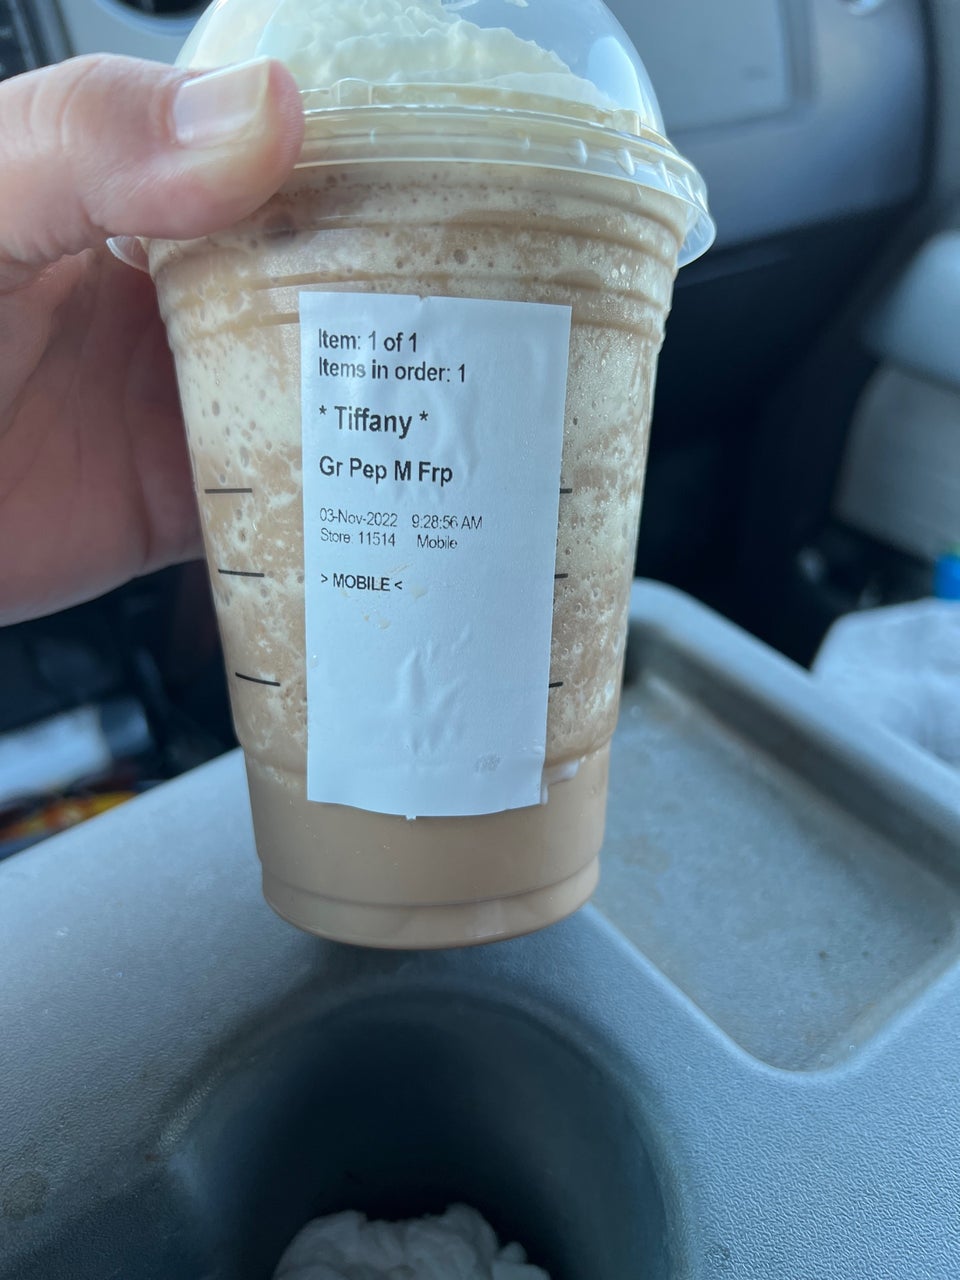 Item: 1 of 1
Items in order: 1
* Tiffany *
Gr Pep M Frp
03-Nov-2022 9:28:56 AM
Store: 11514 Mobile
> MOBILE <